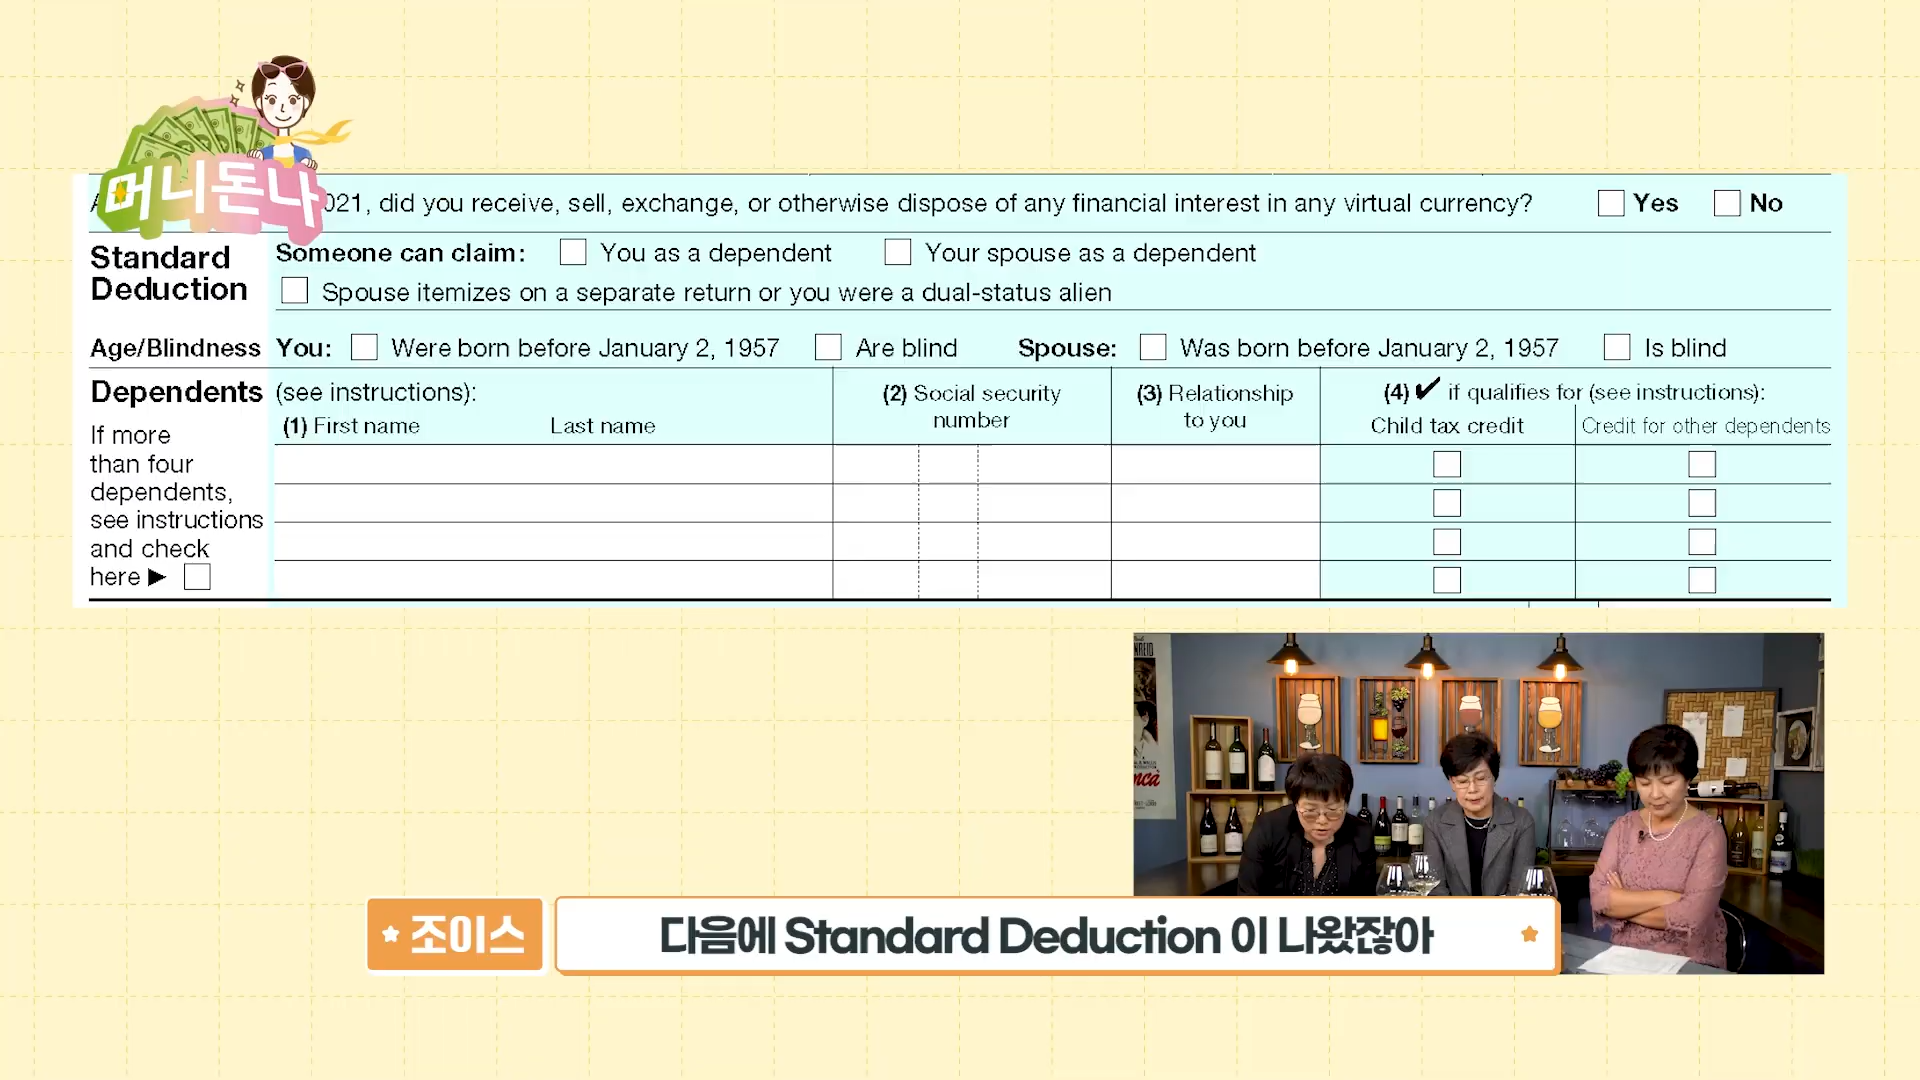 머니돈나
021, did you receive, sell, exchange, or otherwise dispose of any financial interest in any virtual currency? Yes No
Standard Deduction
Someone can claim: You as a dependent Your spouse as a dependent
Spouse itemizes on a separate return or you were a dual-status alien
Age/Blindness You: Were born before January 2, 1957 Are blind Spouse: Was born before January 2, 1957 Is blind
Dependents (see instructions):
(1) First name Last name
(2) Social security
number
(3) Relationship
to you
(4) ✔ if qualifies for (see instructions):
Child tax credit Credit for other dependents
If more
than four
dependents,
see instructions
and check
here ▶
조이스
다음에 Standard Deduction 이 나왔잖아